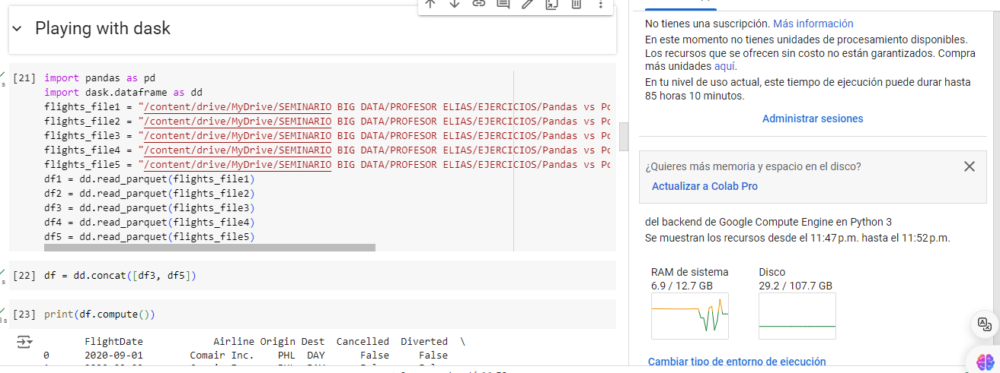 Playing with dask
[21] import pandas as pd
import dask.dataframe as dd
flights_file1 = "/content/drive/MyDrive/SEMINARIO BIG DATA/PROFESOR ELIAS/EJERCICIOS/Pandas vs Po
flights_file2 = "/content/drive/MyDrive/SEMINARIO BIG DATA/PROFESOR ELIAS/EJERCICIOS/Pandas vs Po
flights_file3 = "/content/drive/MyDrive/SEMINARIO BIG DATA/PROFESOR ELIAS/EJERCICIOS/Pandas vs Po
flights_file4 = "/content/drive/MyDrive/SEMINARIO BIG DATA/PROFESOR ELIAS/EJERCICIOS/Pandas vs Po
flights_file5 = "/content/drive/MyDrive/SEMINARIO BIG DATA/PROFESOR ELIAS/EJERCICIOS/Pandas vs Po
df1 = dd.read_parquet(flights_file1)
df2 = dd.read_parquet(flights_file2)
df3 = dd.read_parquet(flights_file3)
df4 = dd.read_parquet(flights_file4)
df5 = dd.read_parquet(flights_file5)
[22] df = dd.concat([df3, df5])
[23] print(df.compute())
FlightDate Airline Origin Dest Cancelled Diverted \
0 2020-09-01 Comair Inc. PHL DAY False False
No tienes una suscripción. Más información
En este momento no tienes unidades de procesamiento disponibles.
Los recursos que se ofrecen sin costo no están garantizados. Compra
más unidades aquí.
En tu nivel de uso actual, este tiempo de ejecución puede durar hasta
85 horas 10 minutos.
Administrar sesiones
¿Quieres más memoria y espacio en el disco?
Actualizar a Colab Pro
del backend de Google Compute Engine en Python 3
Se muestran los recursos desde el 11:47 p.m. hasta el 11:52 p.m.
RAM de sistema
6.9 / 12.7 GB
Disco
29.2 / 107.7 GB
Cambiar tipo de entorno de ejecución